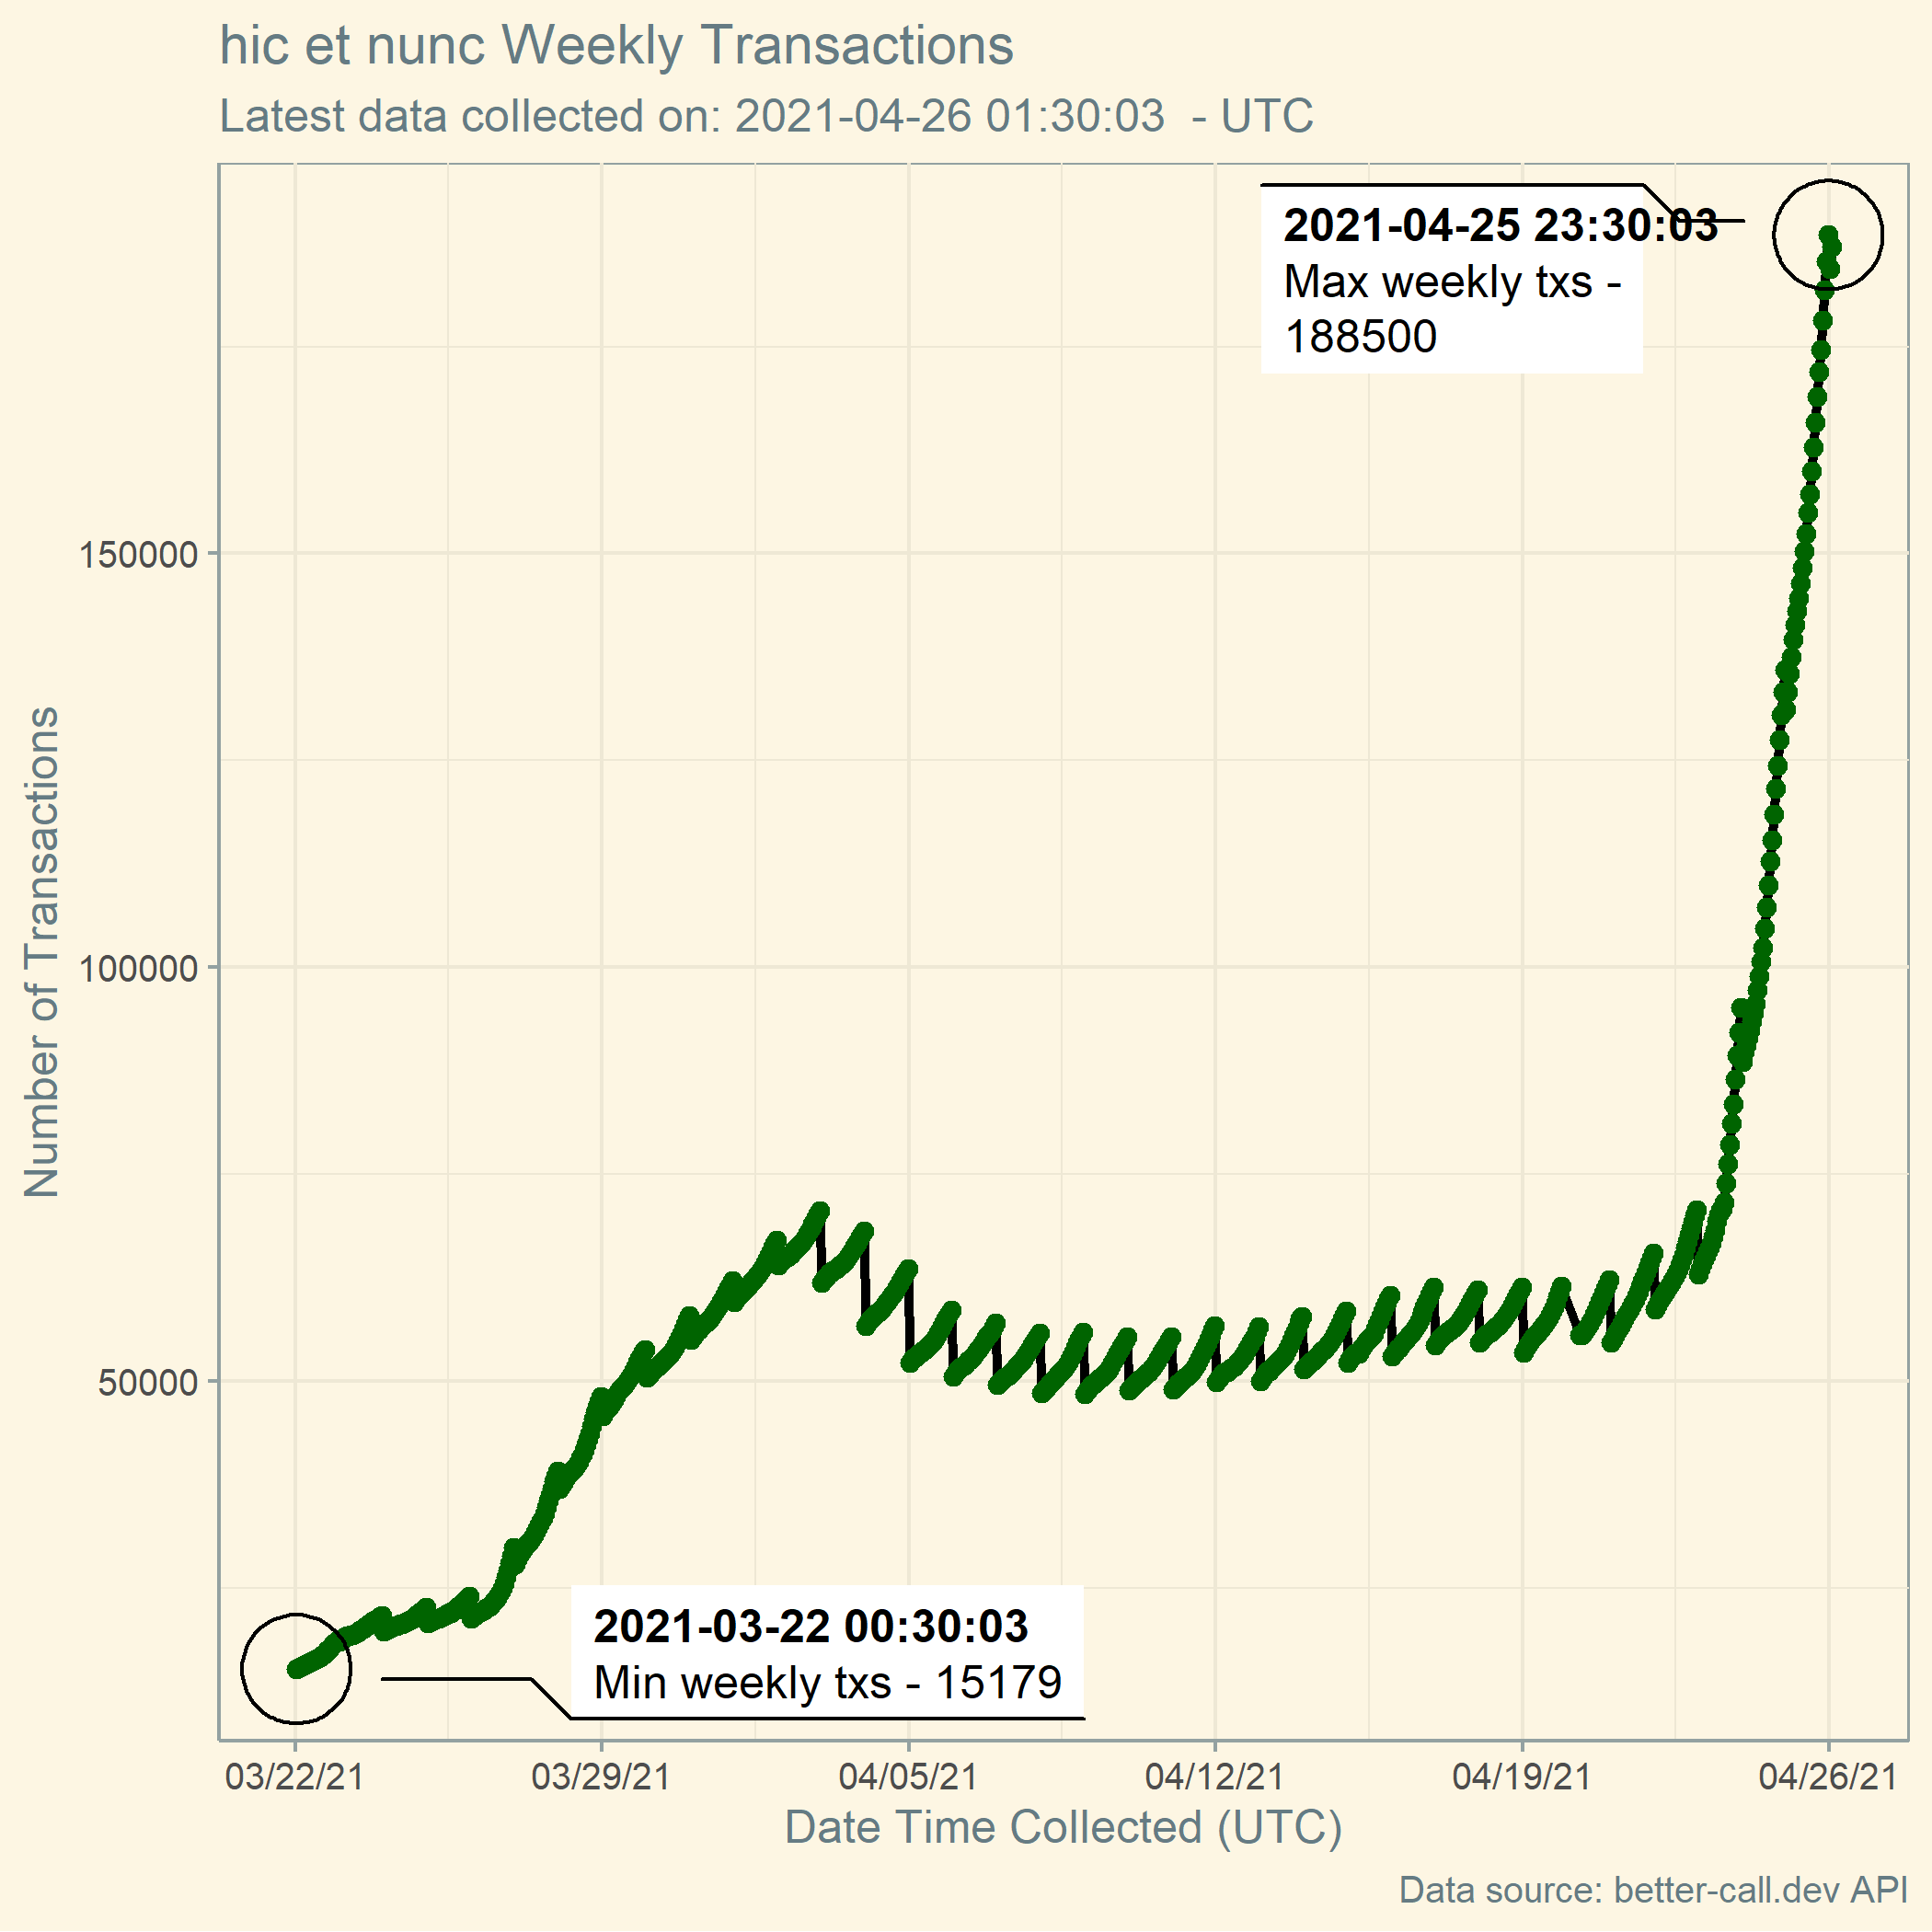 hic et nunc Weekly Transactions
Latest data collected on: 2021-04-26 01:30:03  - UTC
2021-04-25 23:30:03
Max weekly txs -
188500
Number of Transactions
150000
100000
50000
2021-03-22 00:30:03
Min weekly txs - 15179
03/22/21 03/29/21 04/05/21 04/12/21 04/19/21 04/26/21
Date Time Collected (UTC)
Data source: better-call.dev API